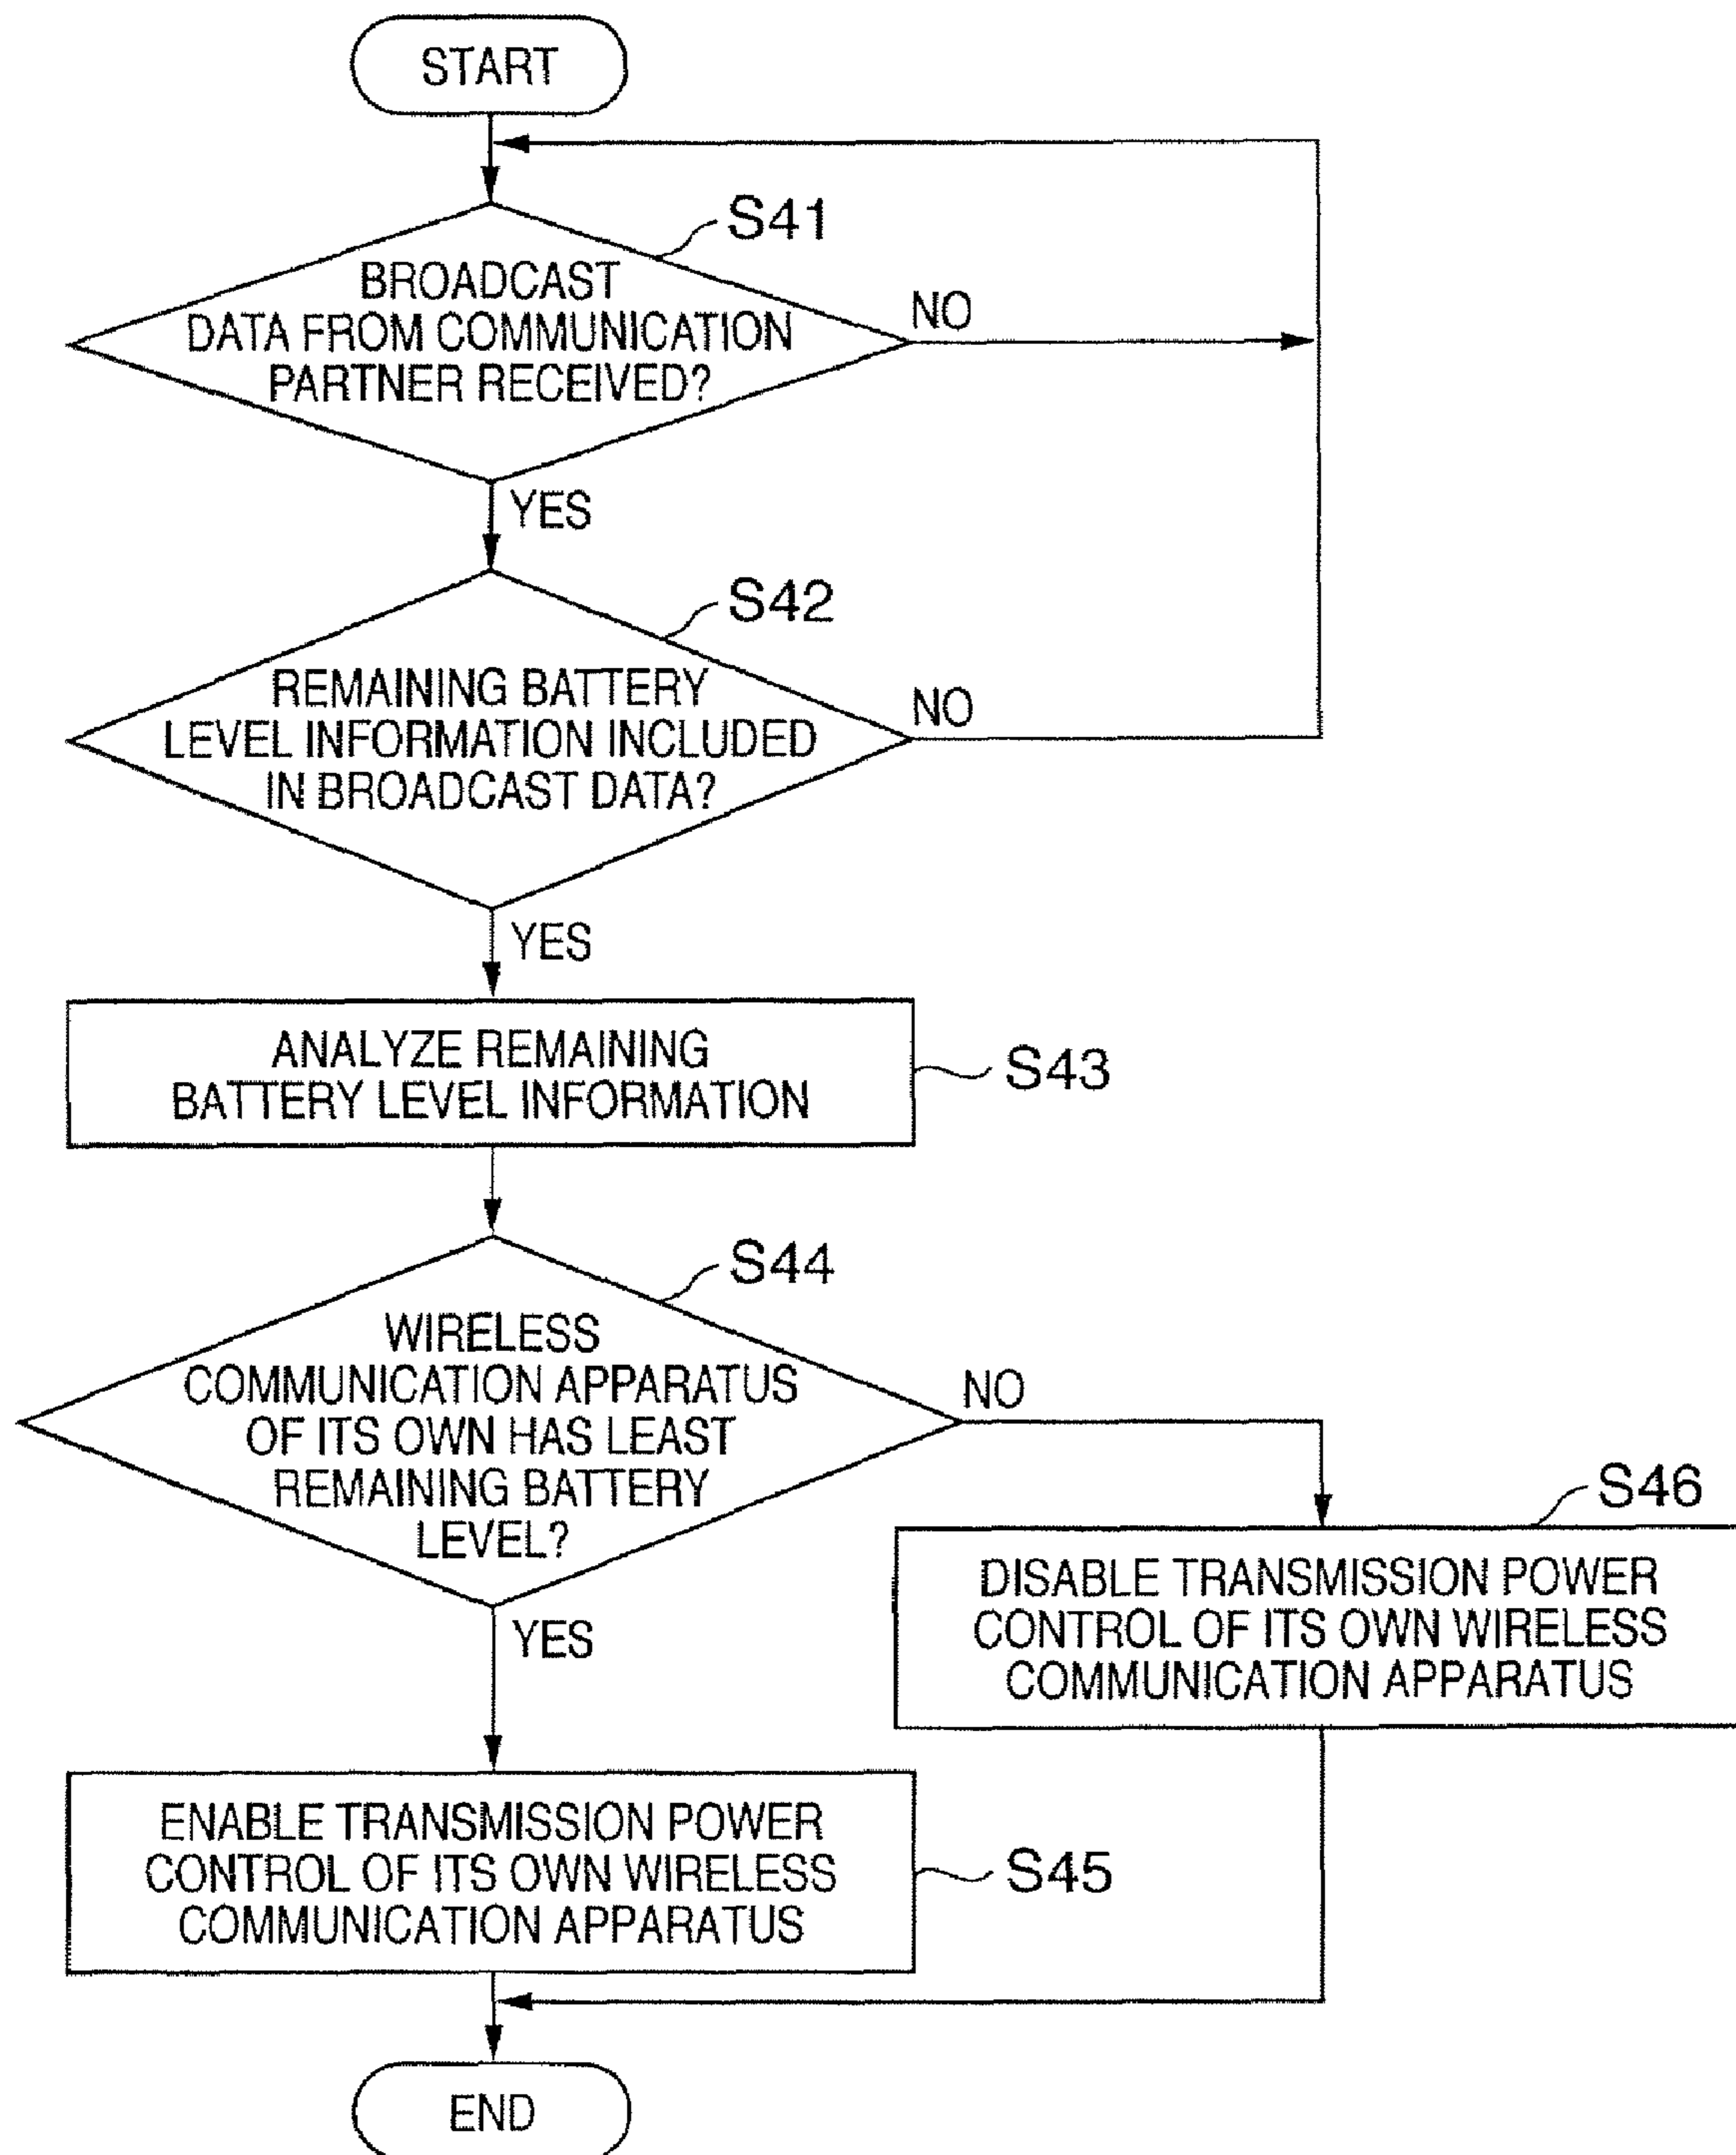 START
S41
BROADCAST
DATA FROM COMMUNICATION
PARTNER RECEIVED?
NO
YES
S42
REMAINING BATTERY
LEVEL INFORMATION INCLUDED
IN BROADCAST DATA?
NO
YES
ANALYZE REMAINING
BATTERY LEVEL INFORMATION
S43
S44
WIRELESS
COMMUNICATION APPARATUS
OF ITS OWN HAS LEAST
REMAINING BATTERY
LEVEL?
NO
YES
S46
DISABLE TRANSMISSION POWER
CONTROL OF ITS OWN WIRELESS
COMMUNICATION APPARATUS
ENABLE TRANSMISSION POWER
CONTROL OF ITS OWN WIRELESS
COMMUNICATION APPARATUS
S45
END